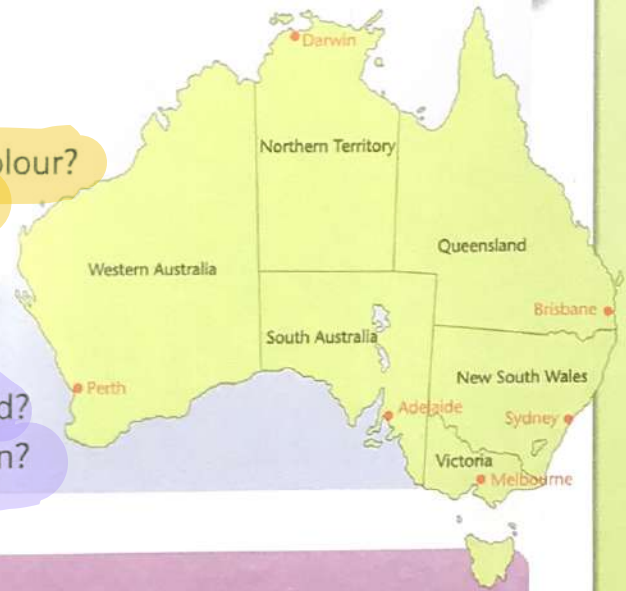 Darwin
olour?
Northern Territory
Queensland
Western Australia
Brisbane
South Australia
New South Wales
Perth
d?
Adelaide
Sydney
n?
Victoria
Melbourne